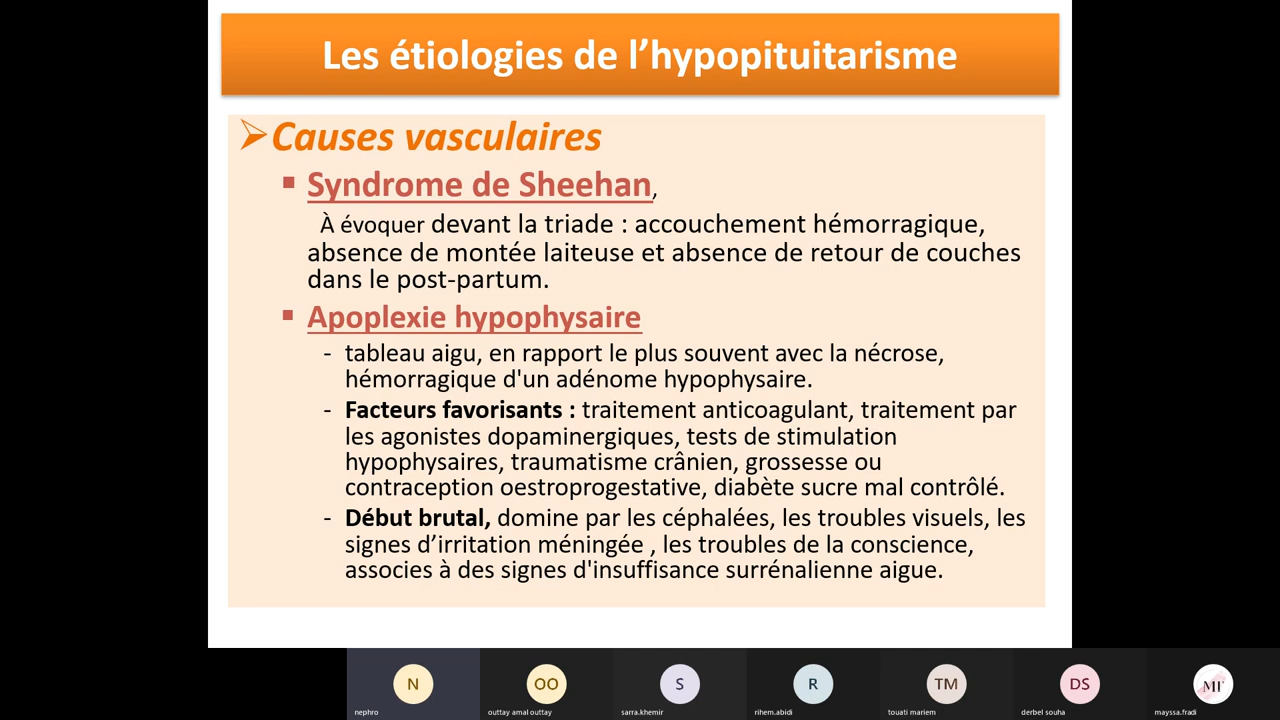 Les étiologies de l’hypopituitarisme
Causes vasculaires
Syndrome de Sheehan,
À évoquer devant la triade : accouchement hémorragique,
absence de montée laiteuse et absence de retour de couches
dans le post-partum.
Apoplexie hypophysaire
- tableau aigu, en rapport le plus souvent avec la nécrose,
hémorragique d'un adénome hypophysaire.
- Facteurs favorisants : traitement anticoagulant, traitement par
les agonistes dopaminergiques, tests de stimulation
hypophysaires, traumatisme crânien, grossesse ou
contraception oestroprogestative, diabète sucre mal contrôlé.
- Début brutal, domine par les céphalées, les troubles visuels, les
signes d’irritation méningée , les troubles de la conscience,
associes à des signes d'insuffisance surrénalienne aigue.
N OO S R TM DS MF
nephro outtay amal outtay sarra.khemir rihem.abidi touati mariem derbel souha mayssa.fradi